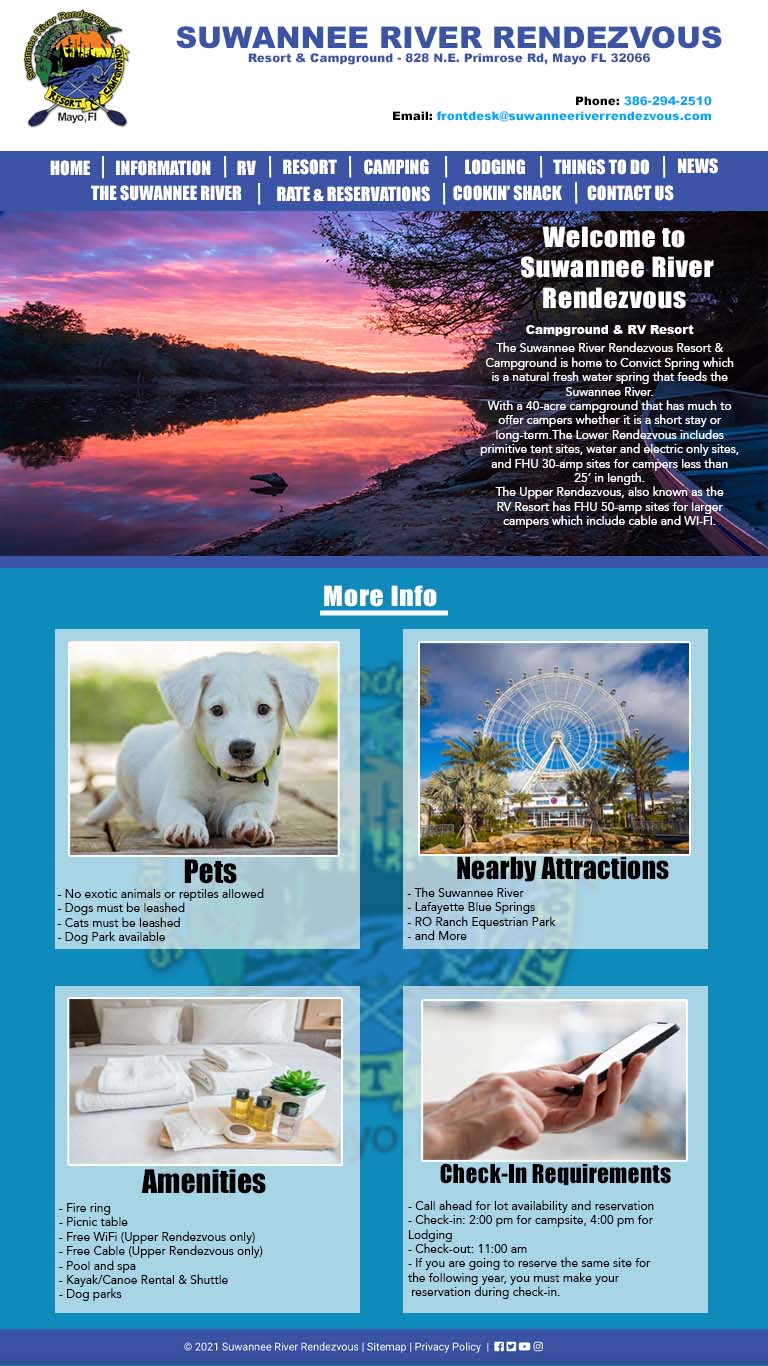 Suwannee River Rendezvous
RESORT & CAMPGROUND
Mayo, Fl
SUWANNEE RIVER RENDEZVOUS
Resort & Campground - 828 N.E. Primrose Rd, Mayo FL 32066
Phone: 386-294-2510
Email: frontdesk@suwanneeriverrendezvous.com
HOME | INFORMATION | RV | RESORT | CAMPING | LODGING | THINGS TO DO | NEWS
THE SUWANNEE RIVER | RATE & RESERVATIONS | COOKIN’ SHACK | CONTACT US
Welcome to
Suwannee River
Rendezvous
Campground & RV Resort
The Suwannee River Rendezvous Resort &
Campground is home to Convict Spring which
is a natural fresh water spring that feeds the
Suwannee River.
With a 40-acre campground that has much to
offer campers whether it is a short stay or
long-term.The Lower Rendezvous includes
primitive tent sites, water and electric only sites,
and FHU 30-amp sites for campers less than
25’ in length.
The Upper Rendezvous, also known as the
RV Resort has FHU 50-amp sites for larger
campers which include cable and WI-FI.
More Info
Pets
- No exotic animals or reptiles allowed
- Dogs must be leashed
- Cats must be leashed
- Dog Park available
Nearby Attractions
- The Suwannee River
- Lafayette Blue Springs
- RO Ranch Equestrian Park
- and More
Amenities
- Fire ring
- Picnic table
- Free WiFi (Upper Rendezvous only)
- Free Cable (Upper Rendezvous only)
- Pool and spa
- Kayak/Canoe Rental & Shuttle
- Dog parks
Check-In Requirements
- Call ahead for lot availability and reservation
- Check-in: 2:00 pm for campsite, 4:00 pm for
Lodging
- Check-out: 11:00 am
- If you are going to reserve the same site for
the following year, you must make your
reservation during check-in.
© 2021 Suwannee River Rendezvous | Sitemap | Privacy Policy |